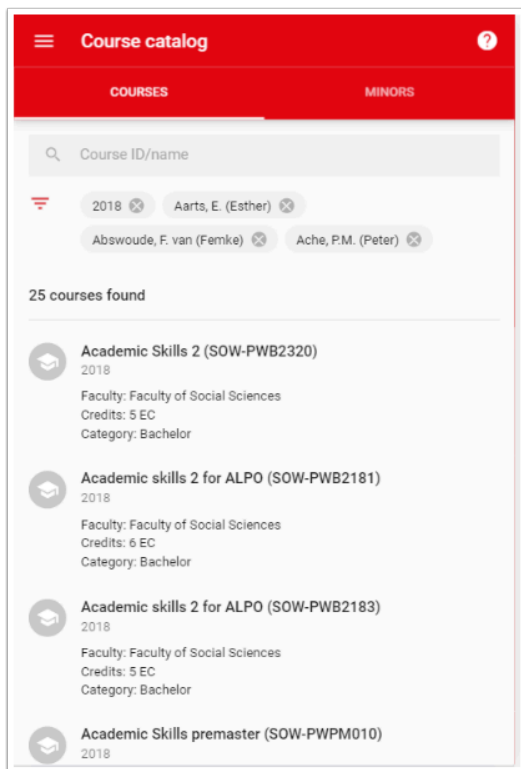 Course catalog
COURSES MINORS
Course ID/name
2018 Aarts, E. (Esther)
Abswoude, F. van (Femke) Ache, P.M. (Peter)
25 courses found
Academic Skills 2 (SOW-PWB2320)
2018
Faculty: Faculty of Social Sciences
Credits: 5 EC
Category: Bachelor
Academic skills 2 for ALPO (SOW-PWB2181)
2018
Faculty: Faculty of Social Sciences
Credits: 6 EC
Category: Bachelor
Academic skills 2 for ALPO (SOW-PWB2183)
2018
Faculty: Faculty of Social Sciences
Credits: 5 EC
Category: Bachelor
Academic Skills premaster (SOW-PWPM010)
2018